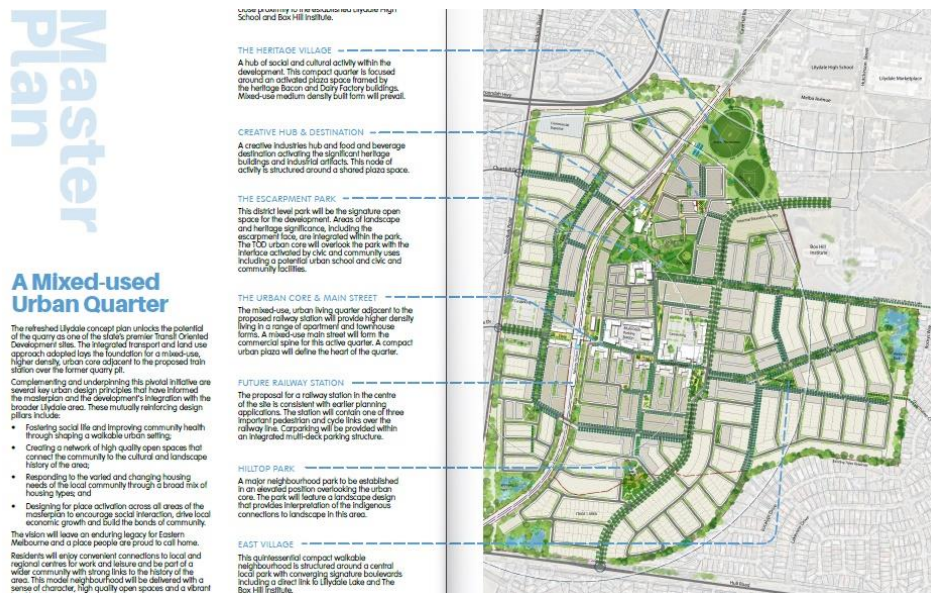 Master
Plan
A Mixed-used
Urban Quarter
The refreshed Lilydale concept plan unlocks the potential
of the quarry as one of the state's premier Transit Oriented
Development sites. The integrated transport and land use
approach adopted lays the foundation for a mixed-use,
higher density, urban core adjacent to the proposed train
station over the former quarry pit.
Complementing and underpinning this pivotal initiative are
several key urban design principles that have informed
the masterplan and the development's integration with the
broader Lilydale area. These mutually reinforcing design
pillars include:
• Fostering social life and improving community health
through shaping a walkable urban setting;
• Creating a network of high quality open spaces that
connect the community to the cultural and landscape
history of the area;
• Responding to the varied and changing housing
needs of the local community through a broad mix of
housing types; and
• Designing for place activation across all areas of the
masterplan to encourage social interaction, drive local
economic growth and build the bonds of community.
The vision will leave an enduring legacy for Eastern
Melbourne and a place people are proud to call home.
Residents will enjoy convenient connections to local and
regional centres for work and leisure and be part of a
wider community with strong links to the history of the
area. This model neighbourhood will be delivered with a
sense of character, high quality open spaces and a vibrant
close proximity to the established Lilydale High
School and Box Hill Institute.
THE HERITAGE VILLAGE
A hub of social and cultural activity within the
development. This compact quarter is focused
around an activated plaza space framed by
the heritage Bacon and Dairy Factory buildings.
Mixed-use medium density built form will prevail.
CREATIVE HUB & DESTINATION
A creative industries hub and food and beverage
destination activating the significant heritage
buildings and industrial artifacts. This node of
activity is structured around a shared plaza space.
THE ESCARPMENT PARK
This district level park will be the signature open
space for the development. Areas of landscape
and heritage significance, including the
escarpment face, are integrated within the park.
The TOD urban core will overlook the park with the
interface activated by civic and community uses
including a potential urban school and civic and
community facilities.
THE URBAN CORE & MAIN STREET
The mixed-use, urban living quarter adjacent to the
proposed railway station will provide higher density
living in a range of apartment and townhouse
forms. A mixed-use main street will form the
commercial spine for this active quarter. A compact
urban plaza will define the heart of the quarter.
FUTURE RAILWAY STATION
The proposal for a railway station in the centre
of the site is consistent with earlier planning
applications. The station will contain one of three
important pedestrian and cycle links over the
railway line. Carparking will be provided within
an integrated multi-deck parking structure.
HILLTOP PARK
A major neighbourhood park to be established
in an elevated position overlooking the urban
core. The park will feature a landscape design
that provides interpretation of the indigenous
connections to landscape in this area.
EAST VILLAGE
This quintessential compact walkable
neighbourhood is structured around a central
local park with converging signature boulevards
including a direct link to Lillydale Lake and The
Box Hill Institute.
Lilydale High School
Lilydale Marketplace
Melba Avenue
Box Hill
Institute
Hull Road